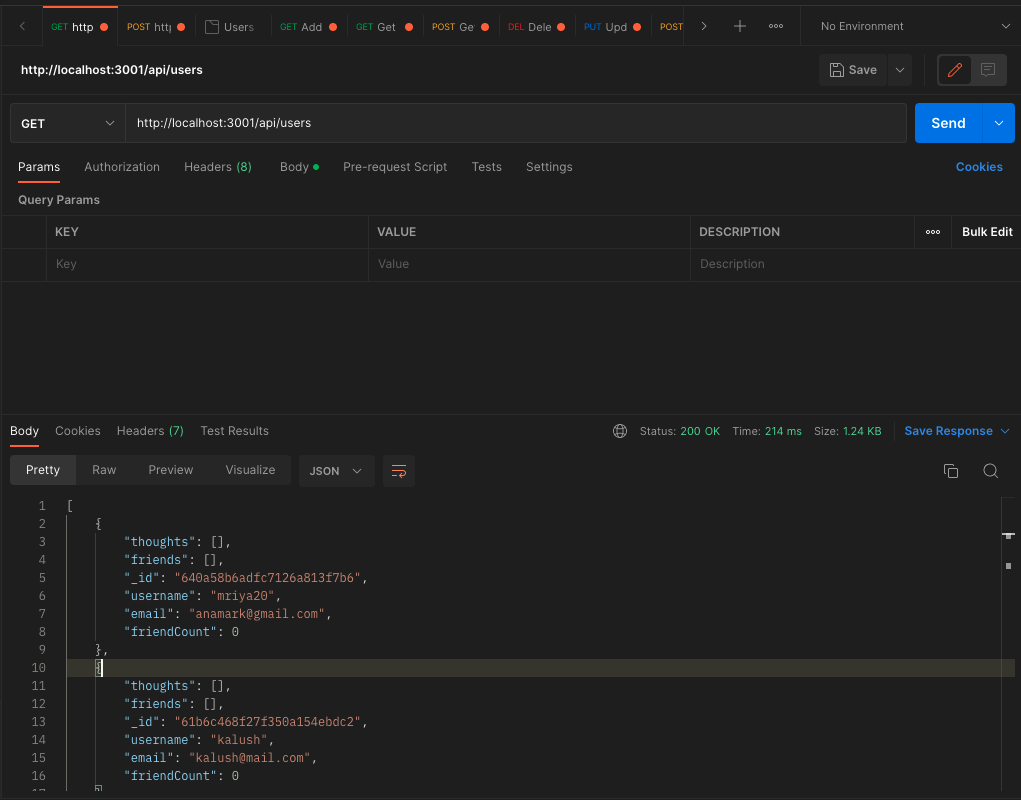 GET http POST htt Users GET Add GET Get POST Ge DEL Dele PUT Upd POST No Environment
http://localhost:3001/api/users Save
GET http://localhost:3001/api/users Send
Params Authorization Headers (8) Body Pre-request Script Tests Settings Cookies
Query Params
KEY VALUE DESCRIPTION Bulk Edit
Key Value Description
Body Cookies Headers (7) Test Results Status: 200 OK Time: 214 ms Size: 1.24 KB Save Response
Pretty Raw Preview Visualize JSON
1 [
2 {
3 "thoughts": [],
4 "friends": [],
5 "_id": "640a58b6adfc7126a813f7b6",
6 "username": "mriya20",
7 "email": "anamark@gmail.com",
8 "friendCount": 0
9 },
10 {
11 "thoughts": [],
12 "friends": [],
13 "_id": "61b6c468f27f350a154ebdc2",
14 "username": "kalush",
15 "email": "kalush@mail.com",
16 "friendCount": 0